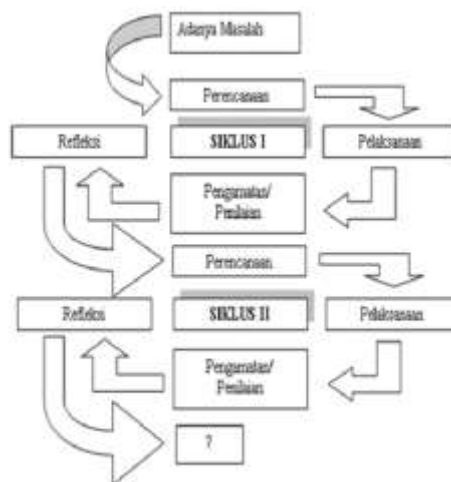 Adanya Masalah
Perencanaan
Refleksi
SIKLUS I
Pelaksanaan
Pengamatan/
Penilaian
Perencanaan
Refleksi
SIKLUS II
Pelaksanaan
Pengamatan/
Penilaian
?